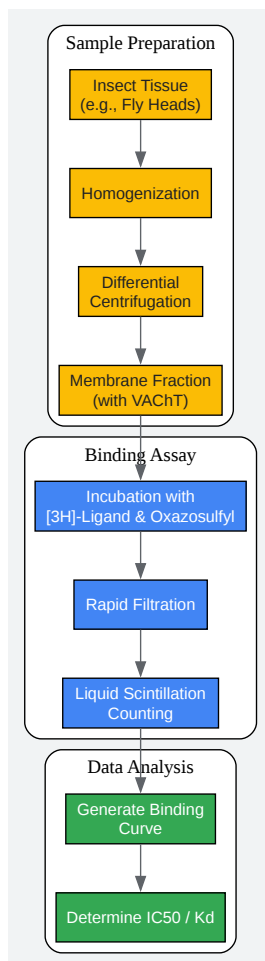 Sample Preparation
Insect Tissue
(e.g., Fly Heads)
Homogenization
Differential
Centrifugation
Membrane Fraction
(with VAChT)
Binding Assay
Incubation with
[3H]-Ligand & Oxazosulfyl
Rapid Filtration
Liquid Scintillation
Counting
Data Analysis
Generate Binding
Curve
Determine IC50 / Kd